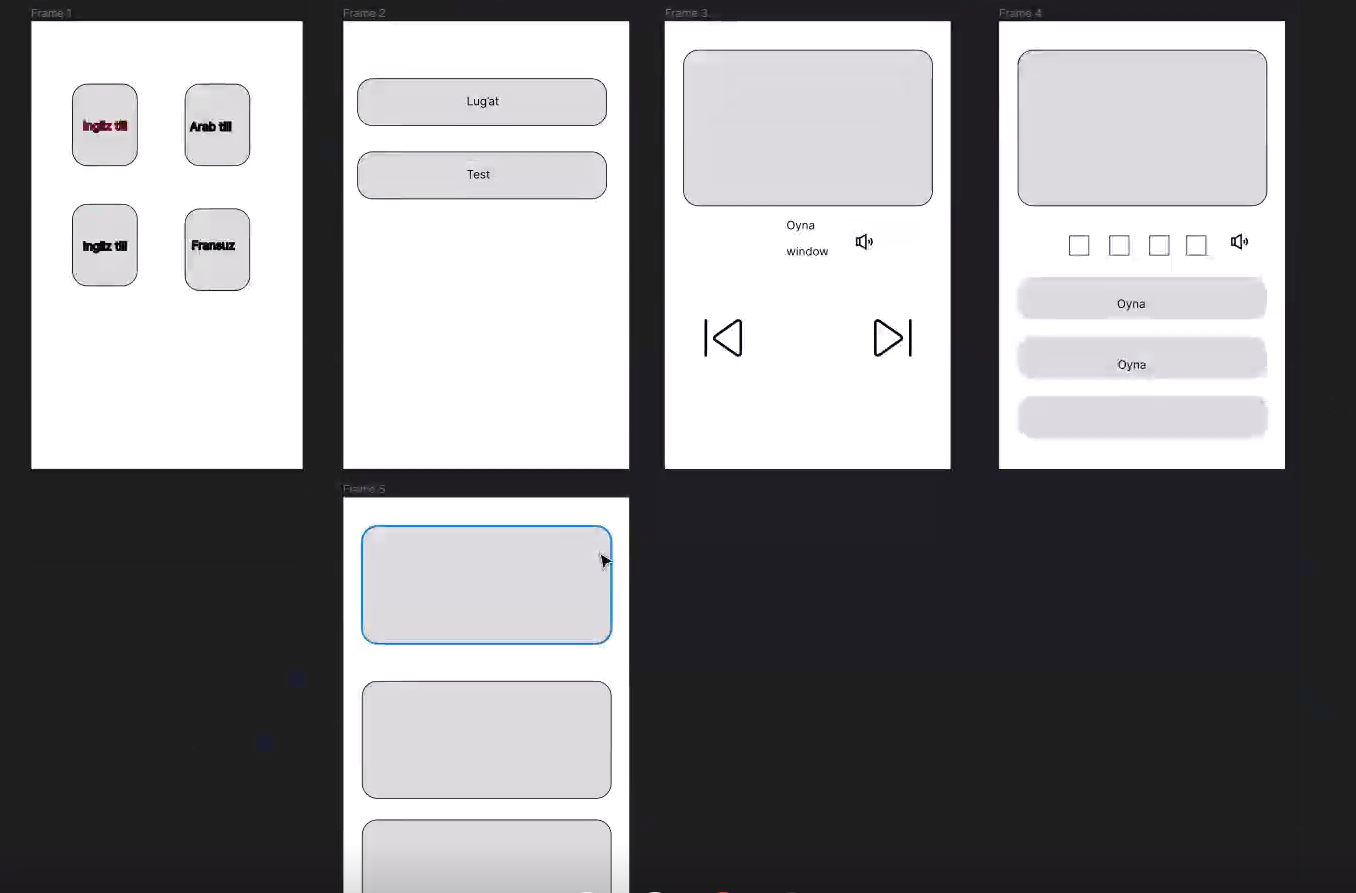 Frame 1
Ingliz tili
Arab tili
Ingliz tili
Fransuz
Frame 2
Lug'at
Test
Frame 3
Oyna
window
Frame 4
Oyna
Oyna
Frame 5